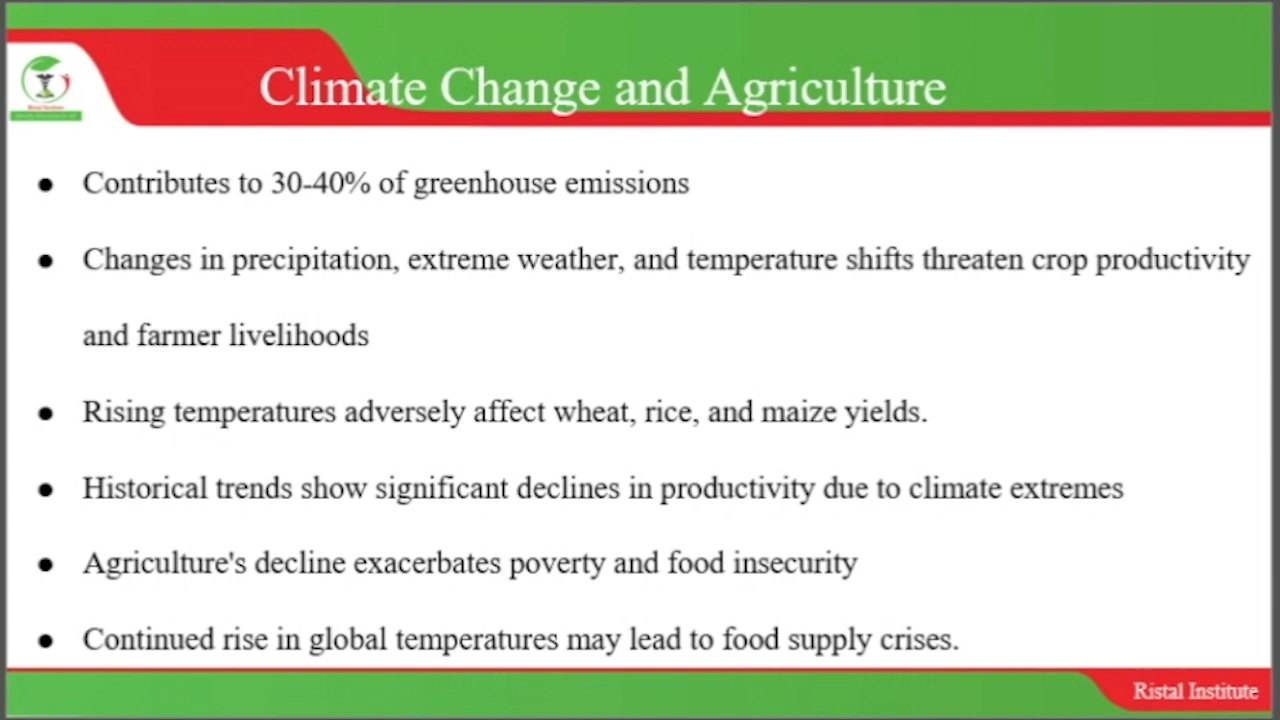 Climate Change and Agriculture
● Contributes to 30-40% of greenhouse emissions
● Changes in precipitation, extreme weather, and temperature shifts threaten crop productivity
and farmer livelihoods
● Rising temperatures adversely affect wheat, rice, and maize yields.
● Historical trends show significant declines in productivity due to climate extremes
● Agriculture's decline exacerbates poverty and food insecurity
● Continued rise in global temperatures may lead to food supply crises.
Ristal Institute